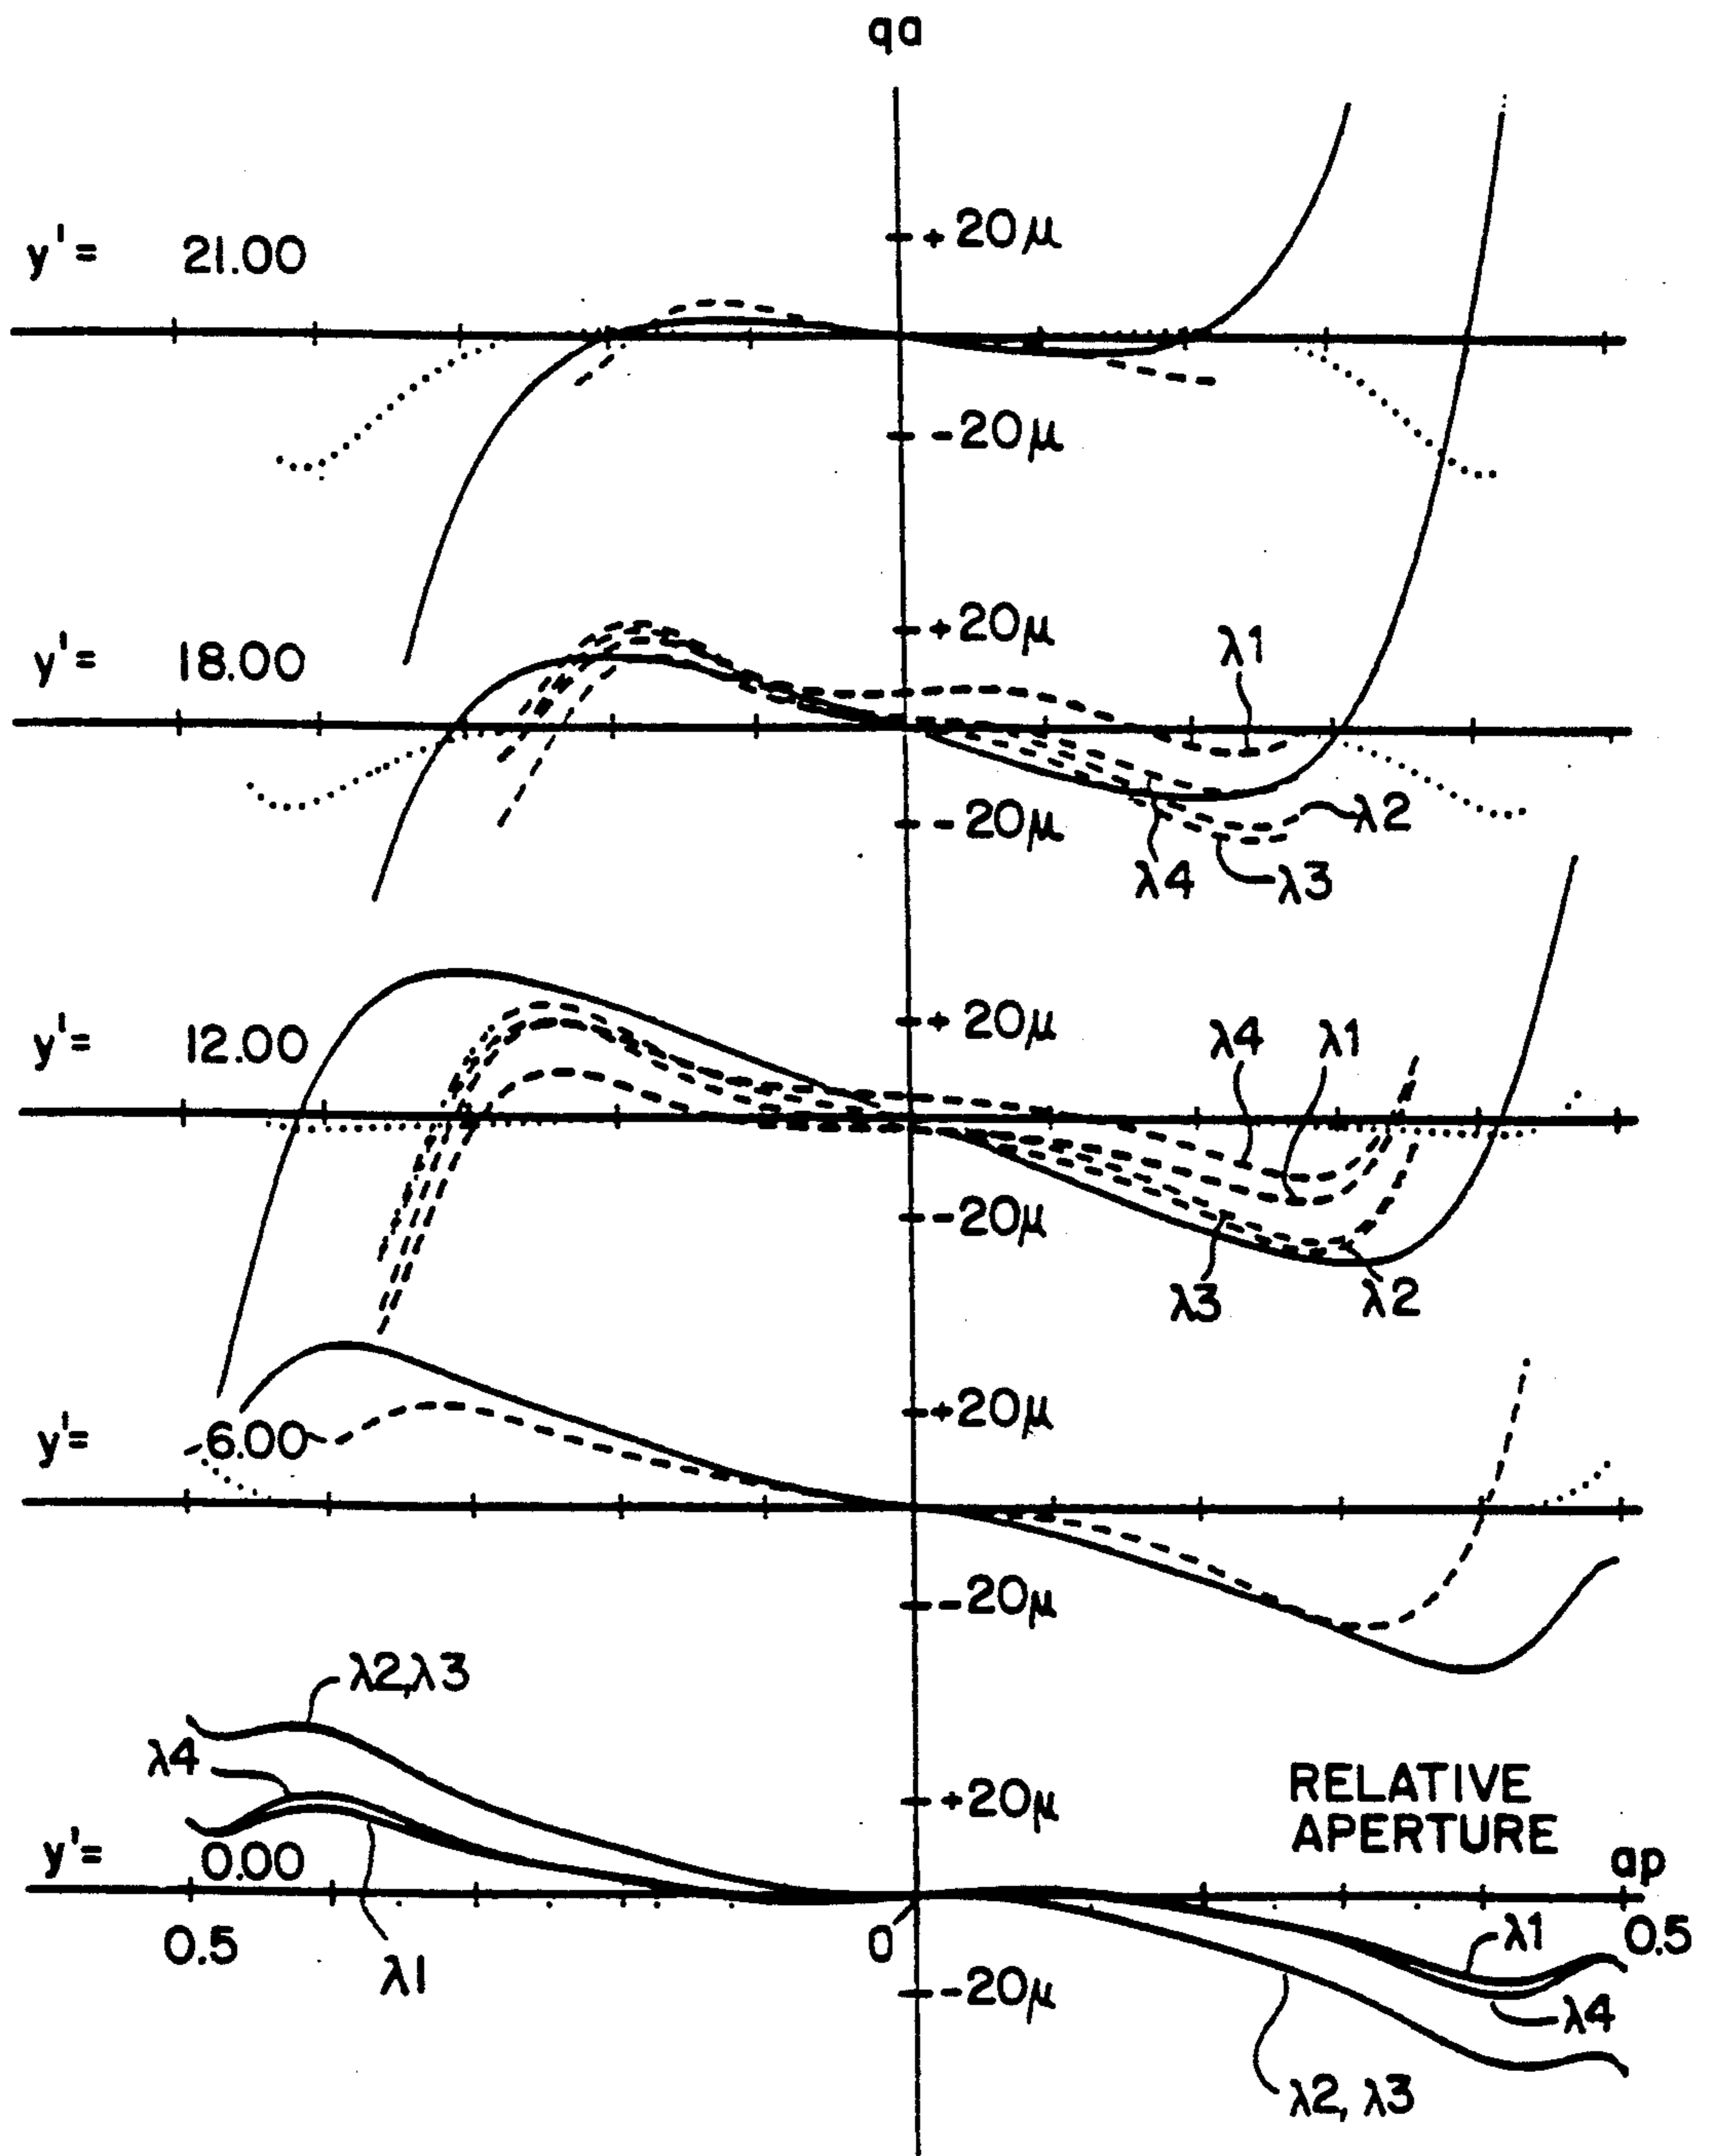 qa
+20μ
y'= 21.00
-20μ
+20μ
y'= 18.00
λ1
-20μ
λ2
λ4
λ3
+20μ
y'= 12.00
λ4
λ1
-20μ
λ3
λ2
+20μ
y'= 6.00
-20μ
λ2,λ3
λ4
+20μ
RELATIVE
APERTURE
y'= 0.00
ap
0.5
0
0.5
λ1
λ1
-20μ
λ4
λ2, λ3